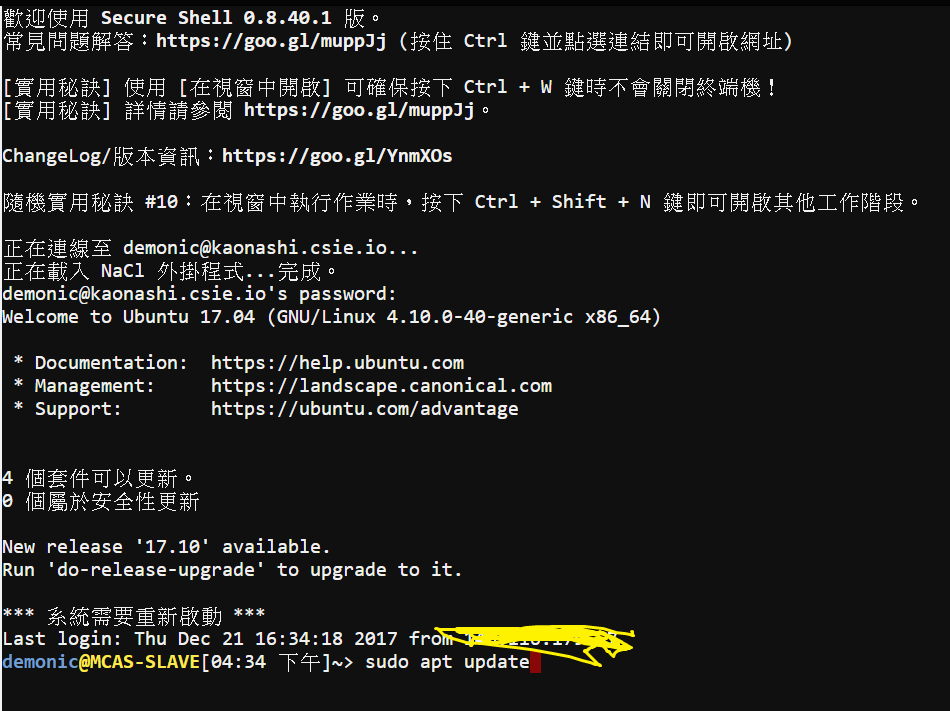 歡迎使用 Secure Shell 0.8.40.1 版。
常見問題解答：https://goo.gl/muppJj (按住 Ctrl 鍵並點選連結即可開啟網址)
[實用秘訣] 使用 [在視窗中開啟] 可確保按下 Ctrl + W 鍵時不會關閉終端機！
[實用秘訣] 詳情請參閱 https://goo.gl/muppJj。
ChangeLog/版本資訊：https://goo.gl/YnmXOs
隨機實用秘訣 #10：在視窗中執行作業時，按下 Ctrl + Shift + N 鍵即可開啟其他工作階段。
正在連線至 demonic@kaonashi.csie.io...
正在載入 NaCl 外掛程式...完成。
demonic@kaonashi.csie.io's password:
Welcome to Ubuntu 17.04 (GNU/Linux 4.10.0-40-generic x86_64)
* Documentation:  https://help.ubuntu.com
* Management:     https://landscape.canonical.com
* Support:        https://ubuntu.com/advantage
4 個套件可以更新。
0 個屬於安全性更新
New release '17.10' available.
Run 'do-release-upgrade' to upgrade to it.
*** 系統需要重新啟動 ***
Last login: Thu Dec 21 16:34:18 2017 from
demonic@MCAS-SLAVE[04:34 下午]~> sudo apt update